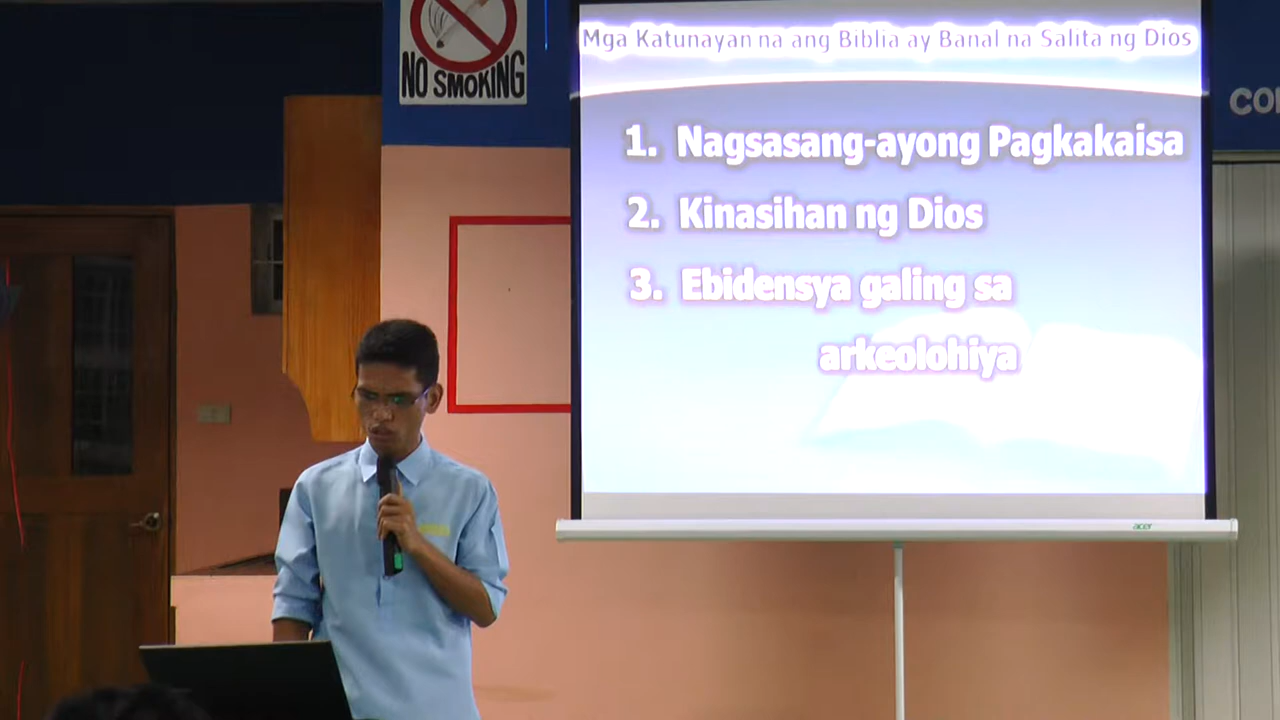 NO SMOKING
Mga Katunayan na ang Biblia ay Banal na Salita ng Dios
1. Nagsasang-ayong Pagkakaisa
2. Kinasihan ng Dios
3. Ebidensya galing sa
arkeolohiya
acer